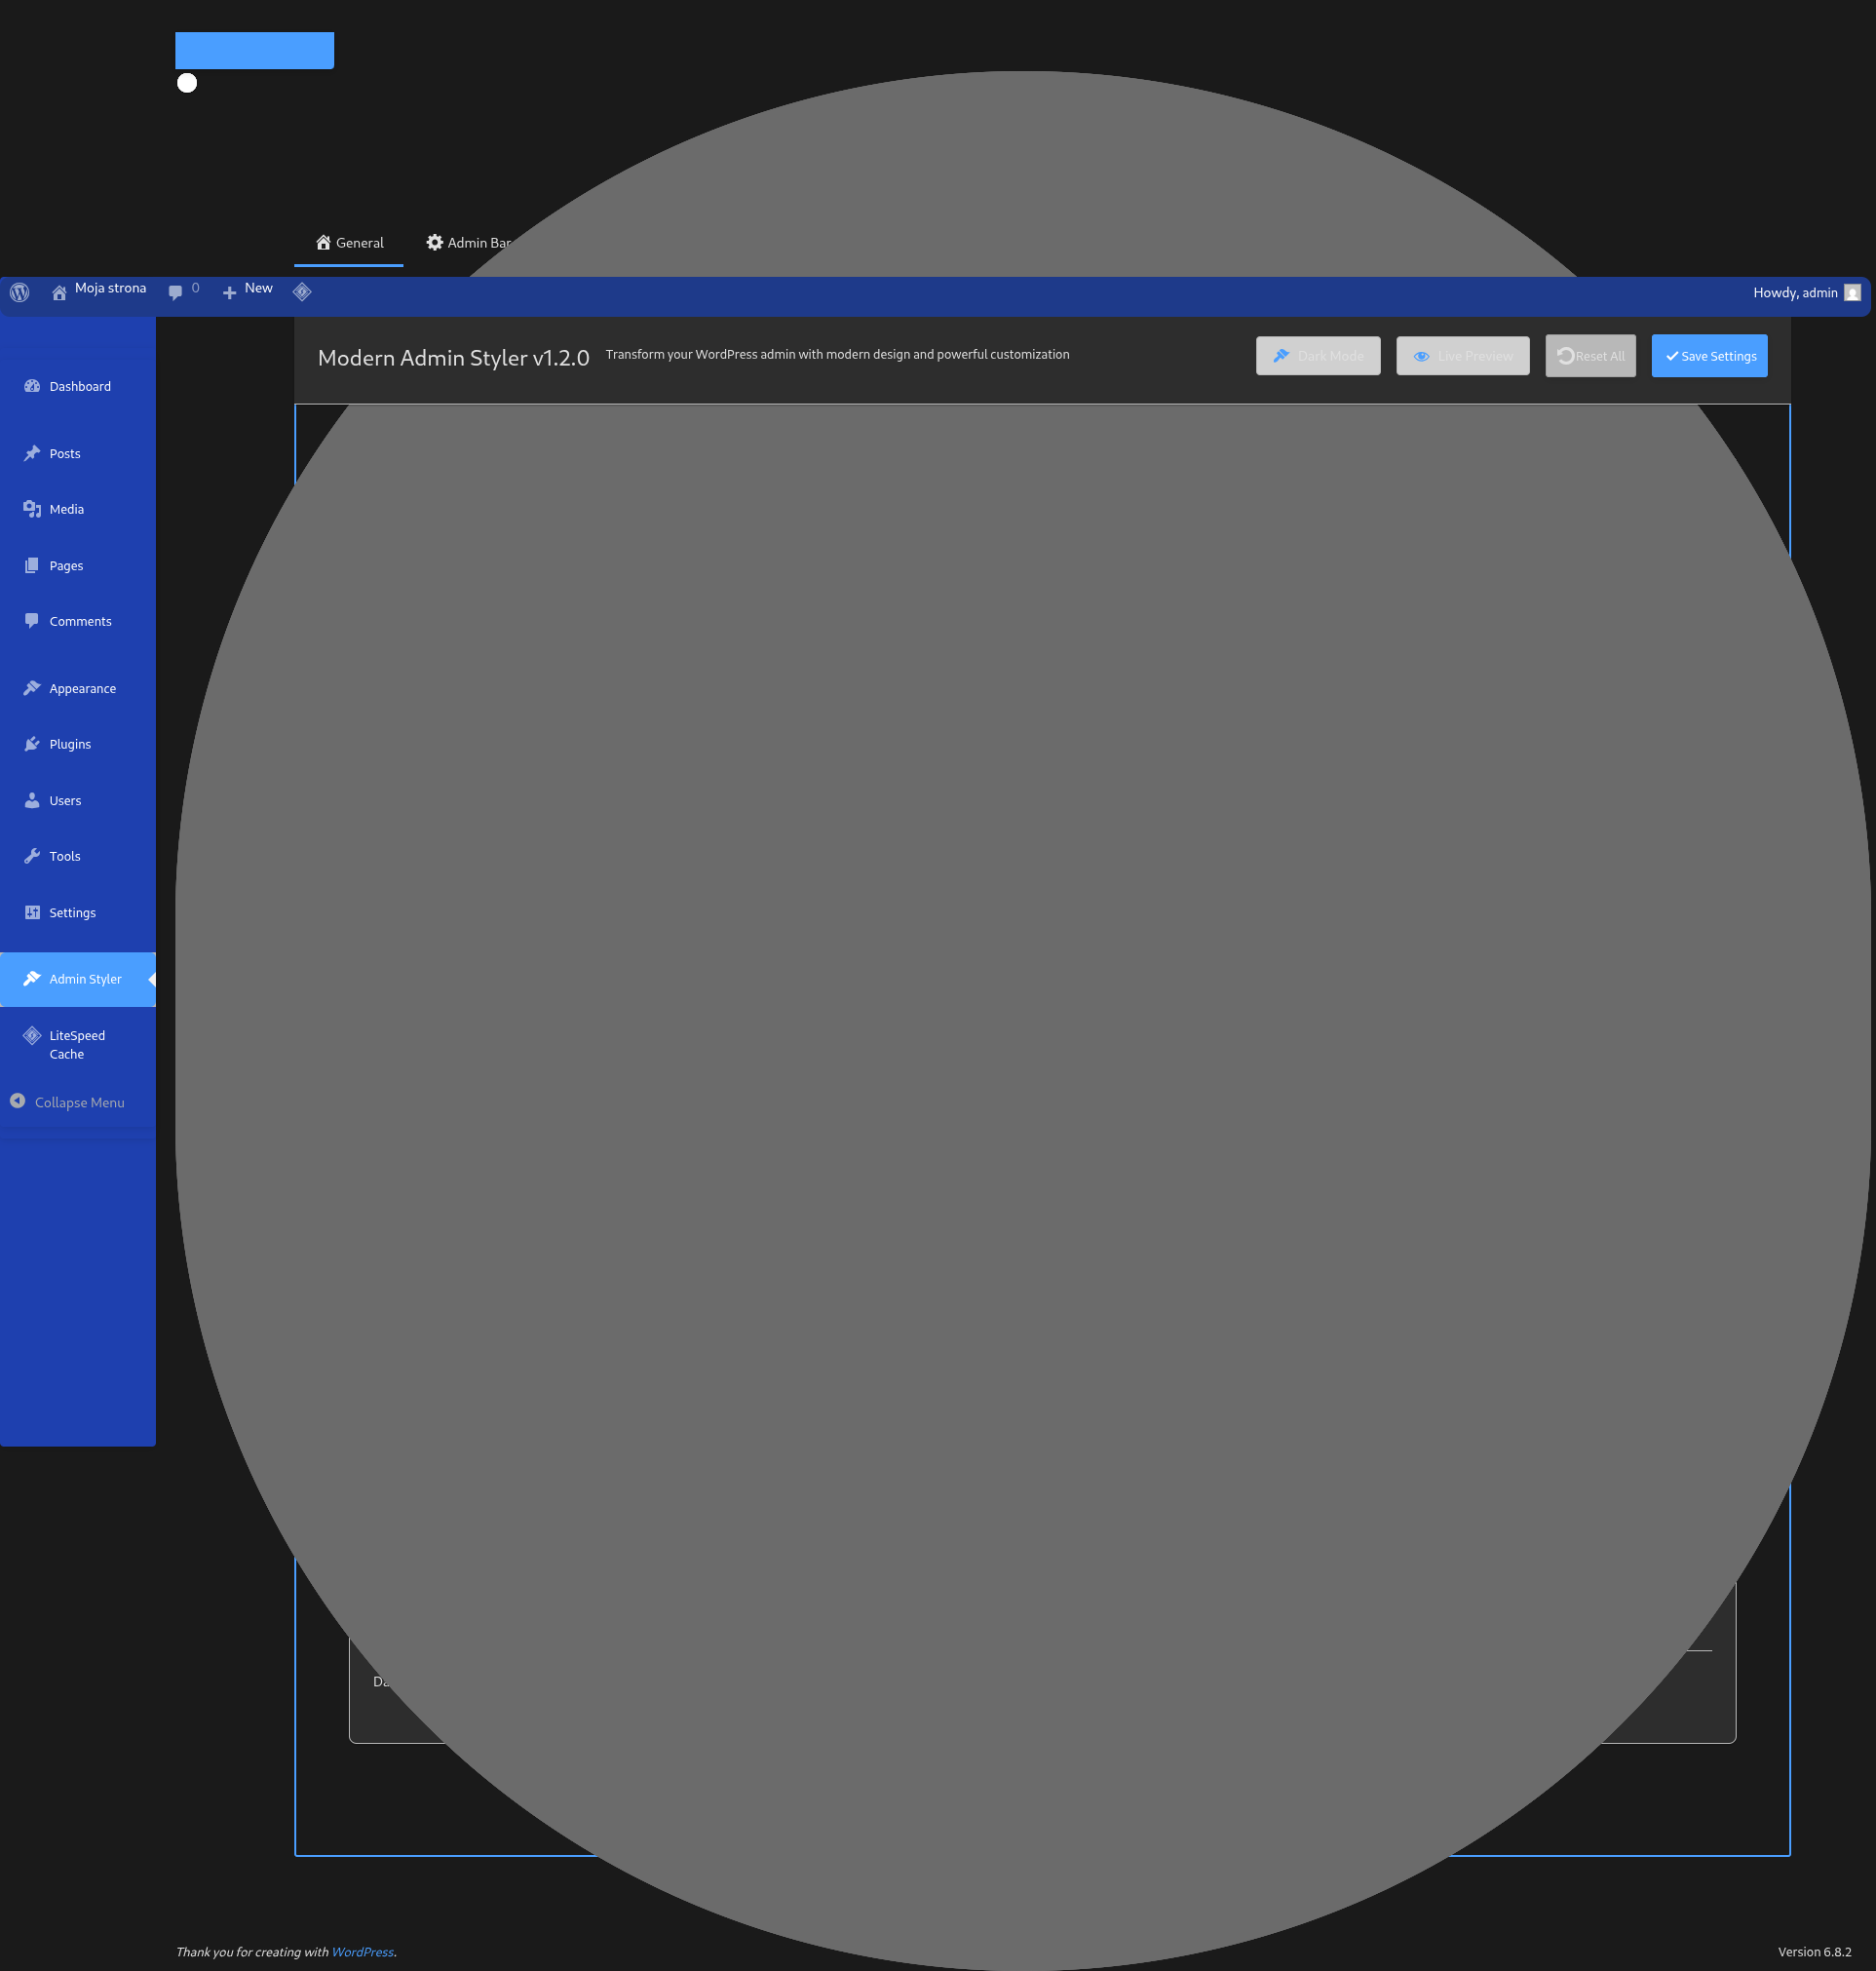 General
Admin Bar
Moja strona
0
New
Howdy, admin
Modern Admin Styler v1.2.0
Transform your WordPress admin with modern design and powerful customization
Dark Mode
Live Preview
Reset All
Save Settings
Dashboard
Posts
Media
Pages
Comments
Appearance
Plugins
Users
Tools
Settings
Admin Styler
LiteSpeed
Cache
Collapse Menu
Thank you for creating with WordPress.
Version 6.8.2